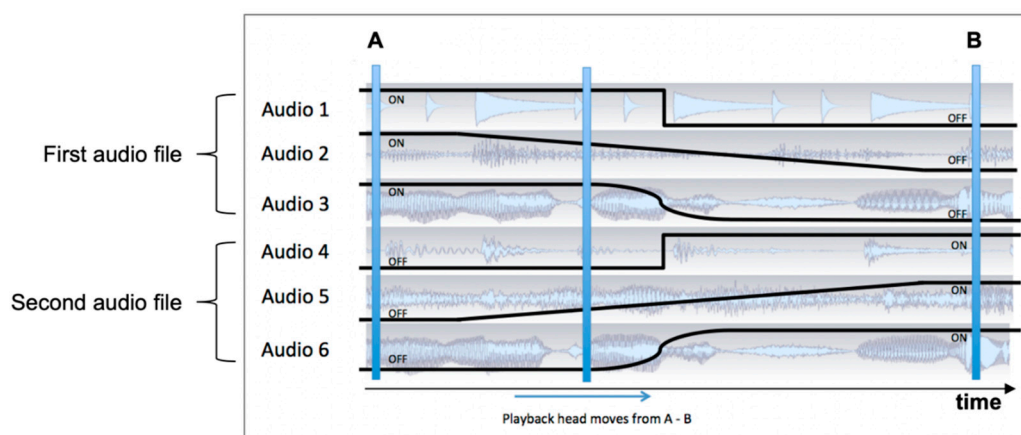 A
B
First audio file
Audio 1
ON
OFF
Audio 2
ON
OFF
Audio 3
ON
OFF
Second audio file
Audio 4
OFF
ON
Audio 5
OFF
ON
Audio 6
OFF
ON
time
Playback head moves from A - B